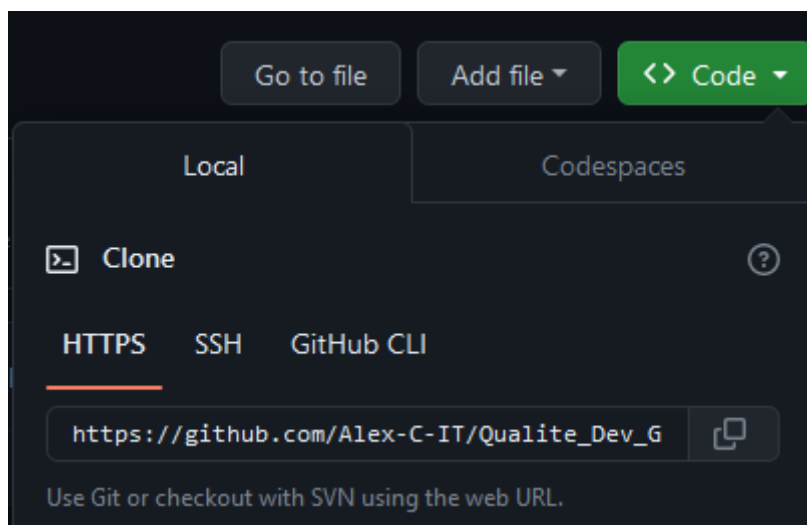 Go to file Add file <> Code
Local Codespaces
Clone
HTTPS SSH GitHub CLI
https://github.com/Alex-C-IT/Qualite_Dev_G
Use Git or checkout with SVN using the web URL.